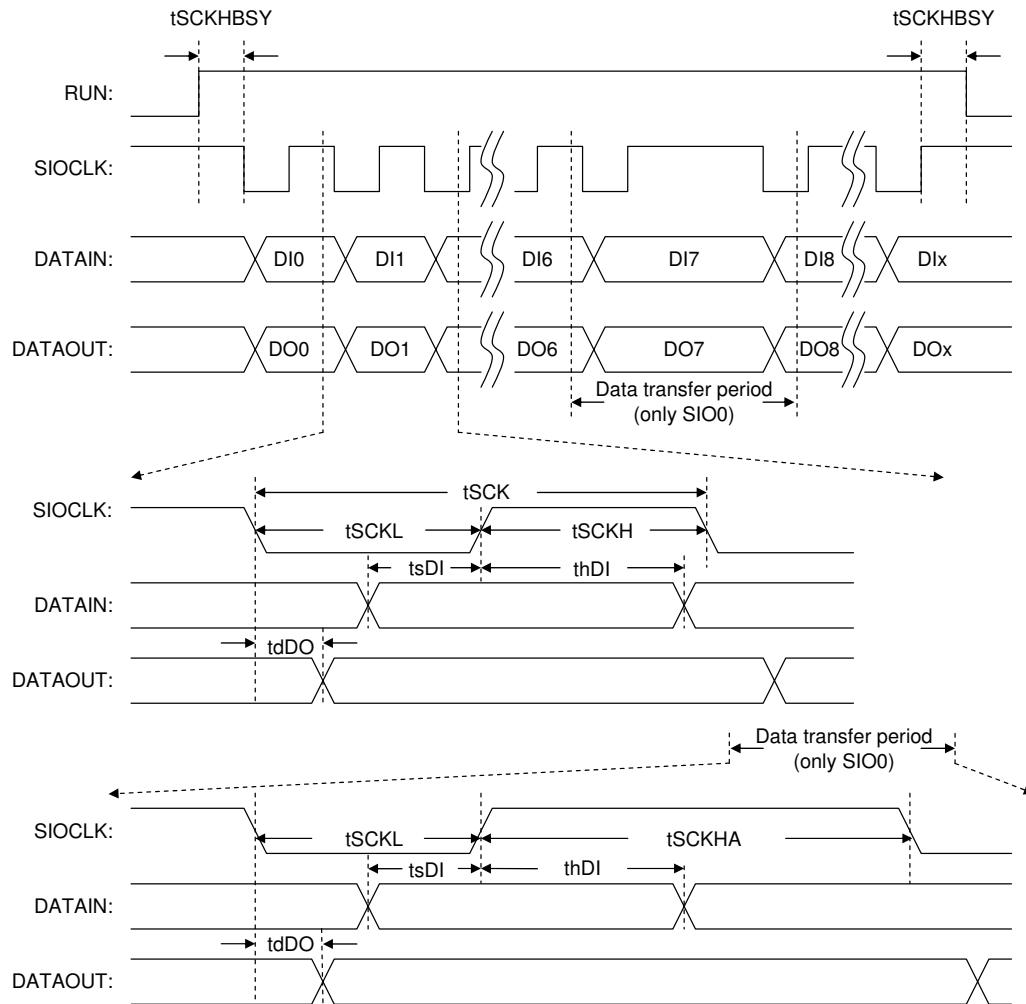 tSCKHBSY tSCKHBSY
RUN:
SIOCLK:
DATAIN: DI0 DI1 DI6 DI7 DI8 DIx
DATAOUT: DO0 DO1 DO6 DO7 DO8 DOx
Data transfer period
(only SIO0)
tSCK
SIOCLK:
tSCKL tSCKH
tsDI thDI
DATAIN:
tdDO
DATAOUT:
Data transfer period
(only SIO0)
SIOCLK:
tSCKL tSCKHA
tsDI thDI
DATAIN:
tdDO
DATAOUT: